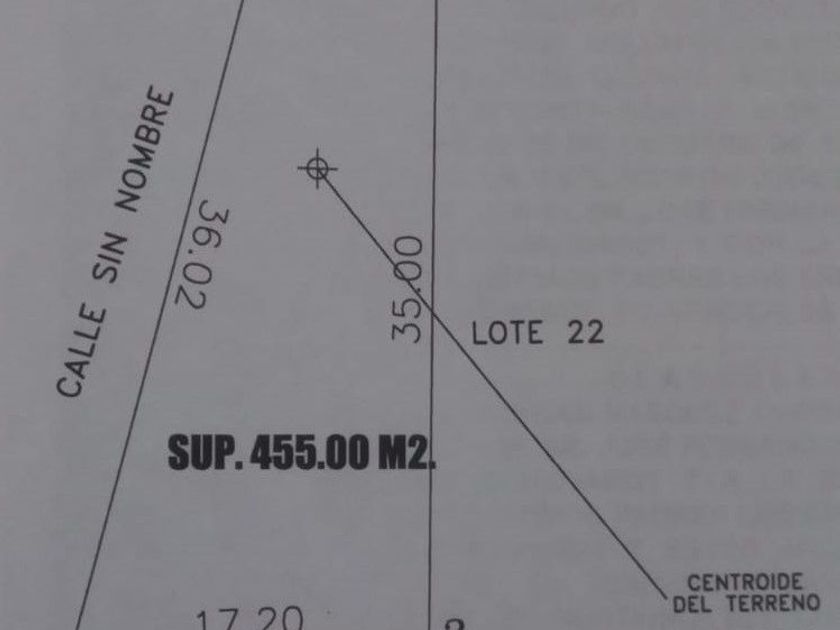 CALLE SIN NOMBRE
36.02
35.00
LOTE 22
SUP. 455.00 M2.
CENTROIDE
DEL TERRENO
17.20